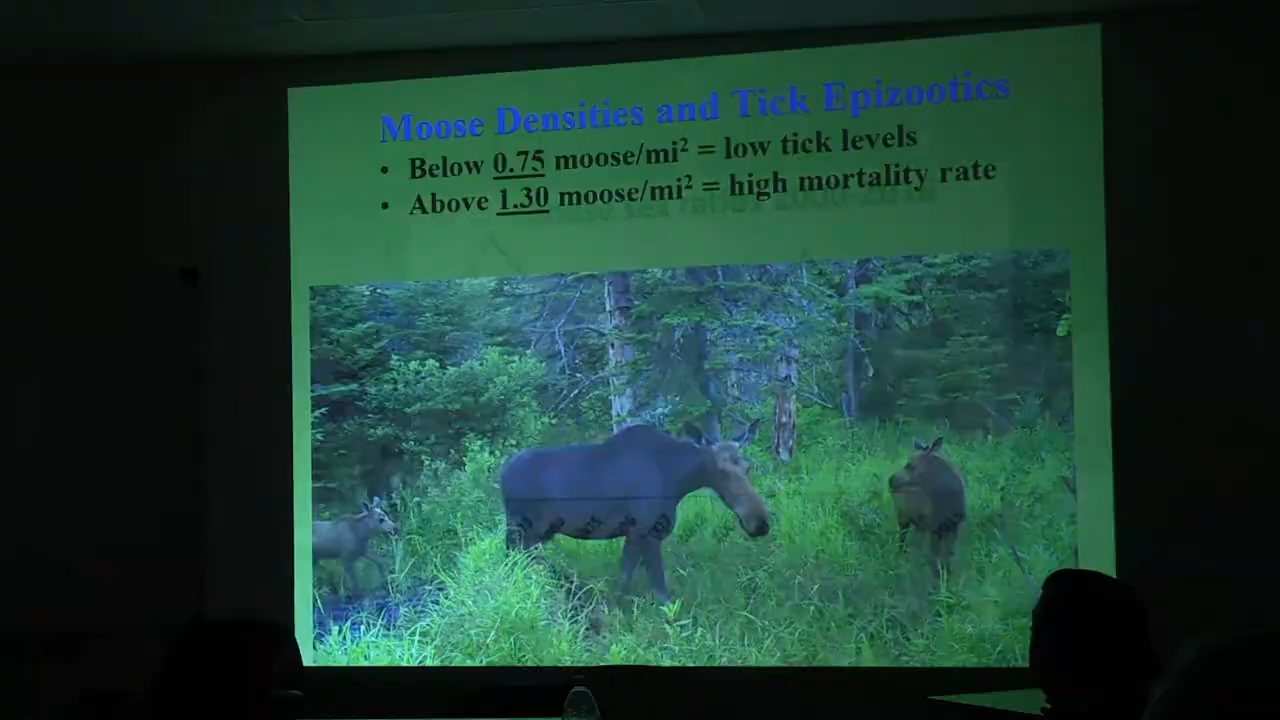 Moose Densities and Tick Epizootics
• Below 0.75 moose/mi² = low tick levels
• Above 1.30 moose/mi² = high mortality rate